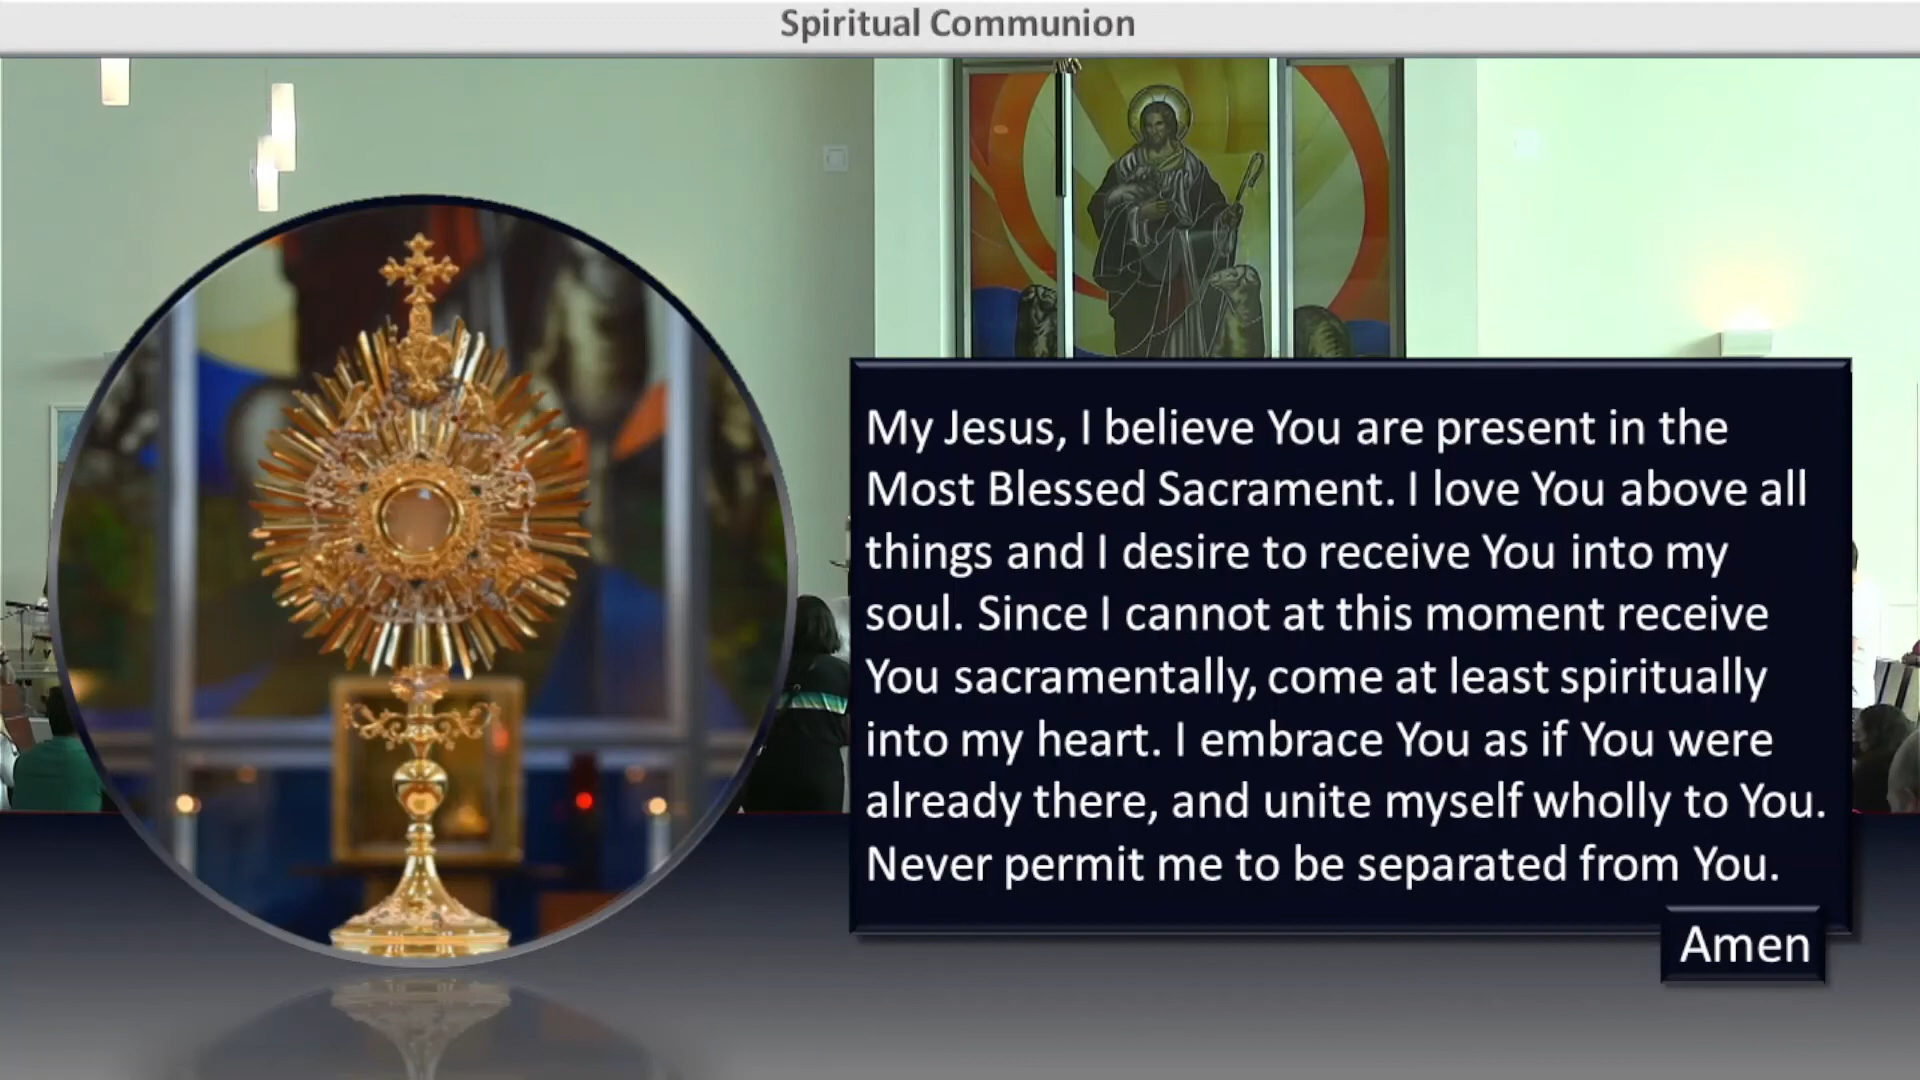 Spiritual Communion
My Jesus, I believe You are present in the
Most Blessed Sacrament. I love You above all
things and I desire to receive You into my
soul. Since I cannot at this moment receive
You sacramentally, come at least spiritually
into my heart. I embrace You as if You were
already there, and unite myself wholly to You.
Never permit me to be separated from You.
Amen